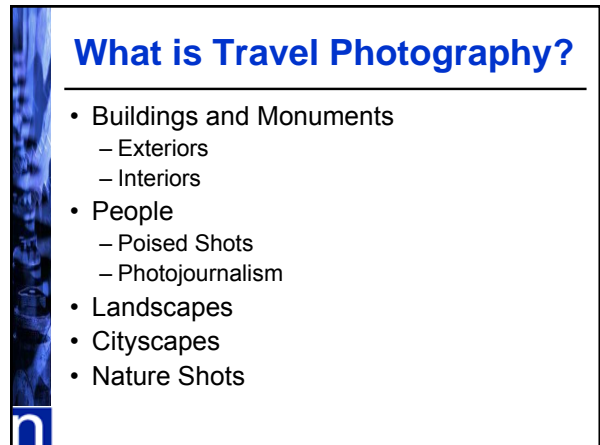 What is Travel Photography?
• Buildings and Monuments
– Exteriors
– Interiors
• People
– Poised Shots
– Photojournalism
• Landscapes
• Cityscapes
• Nature Shots
n